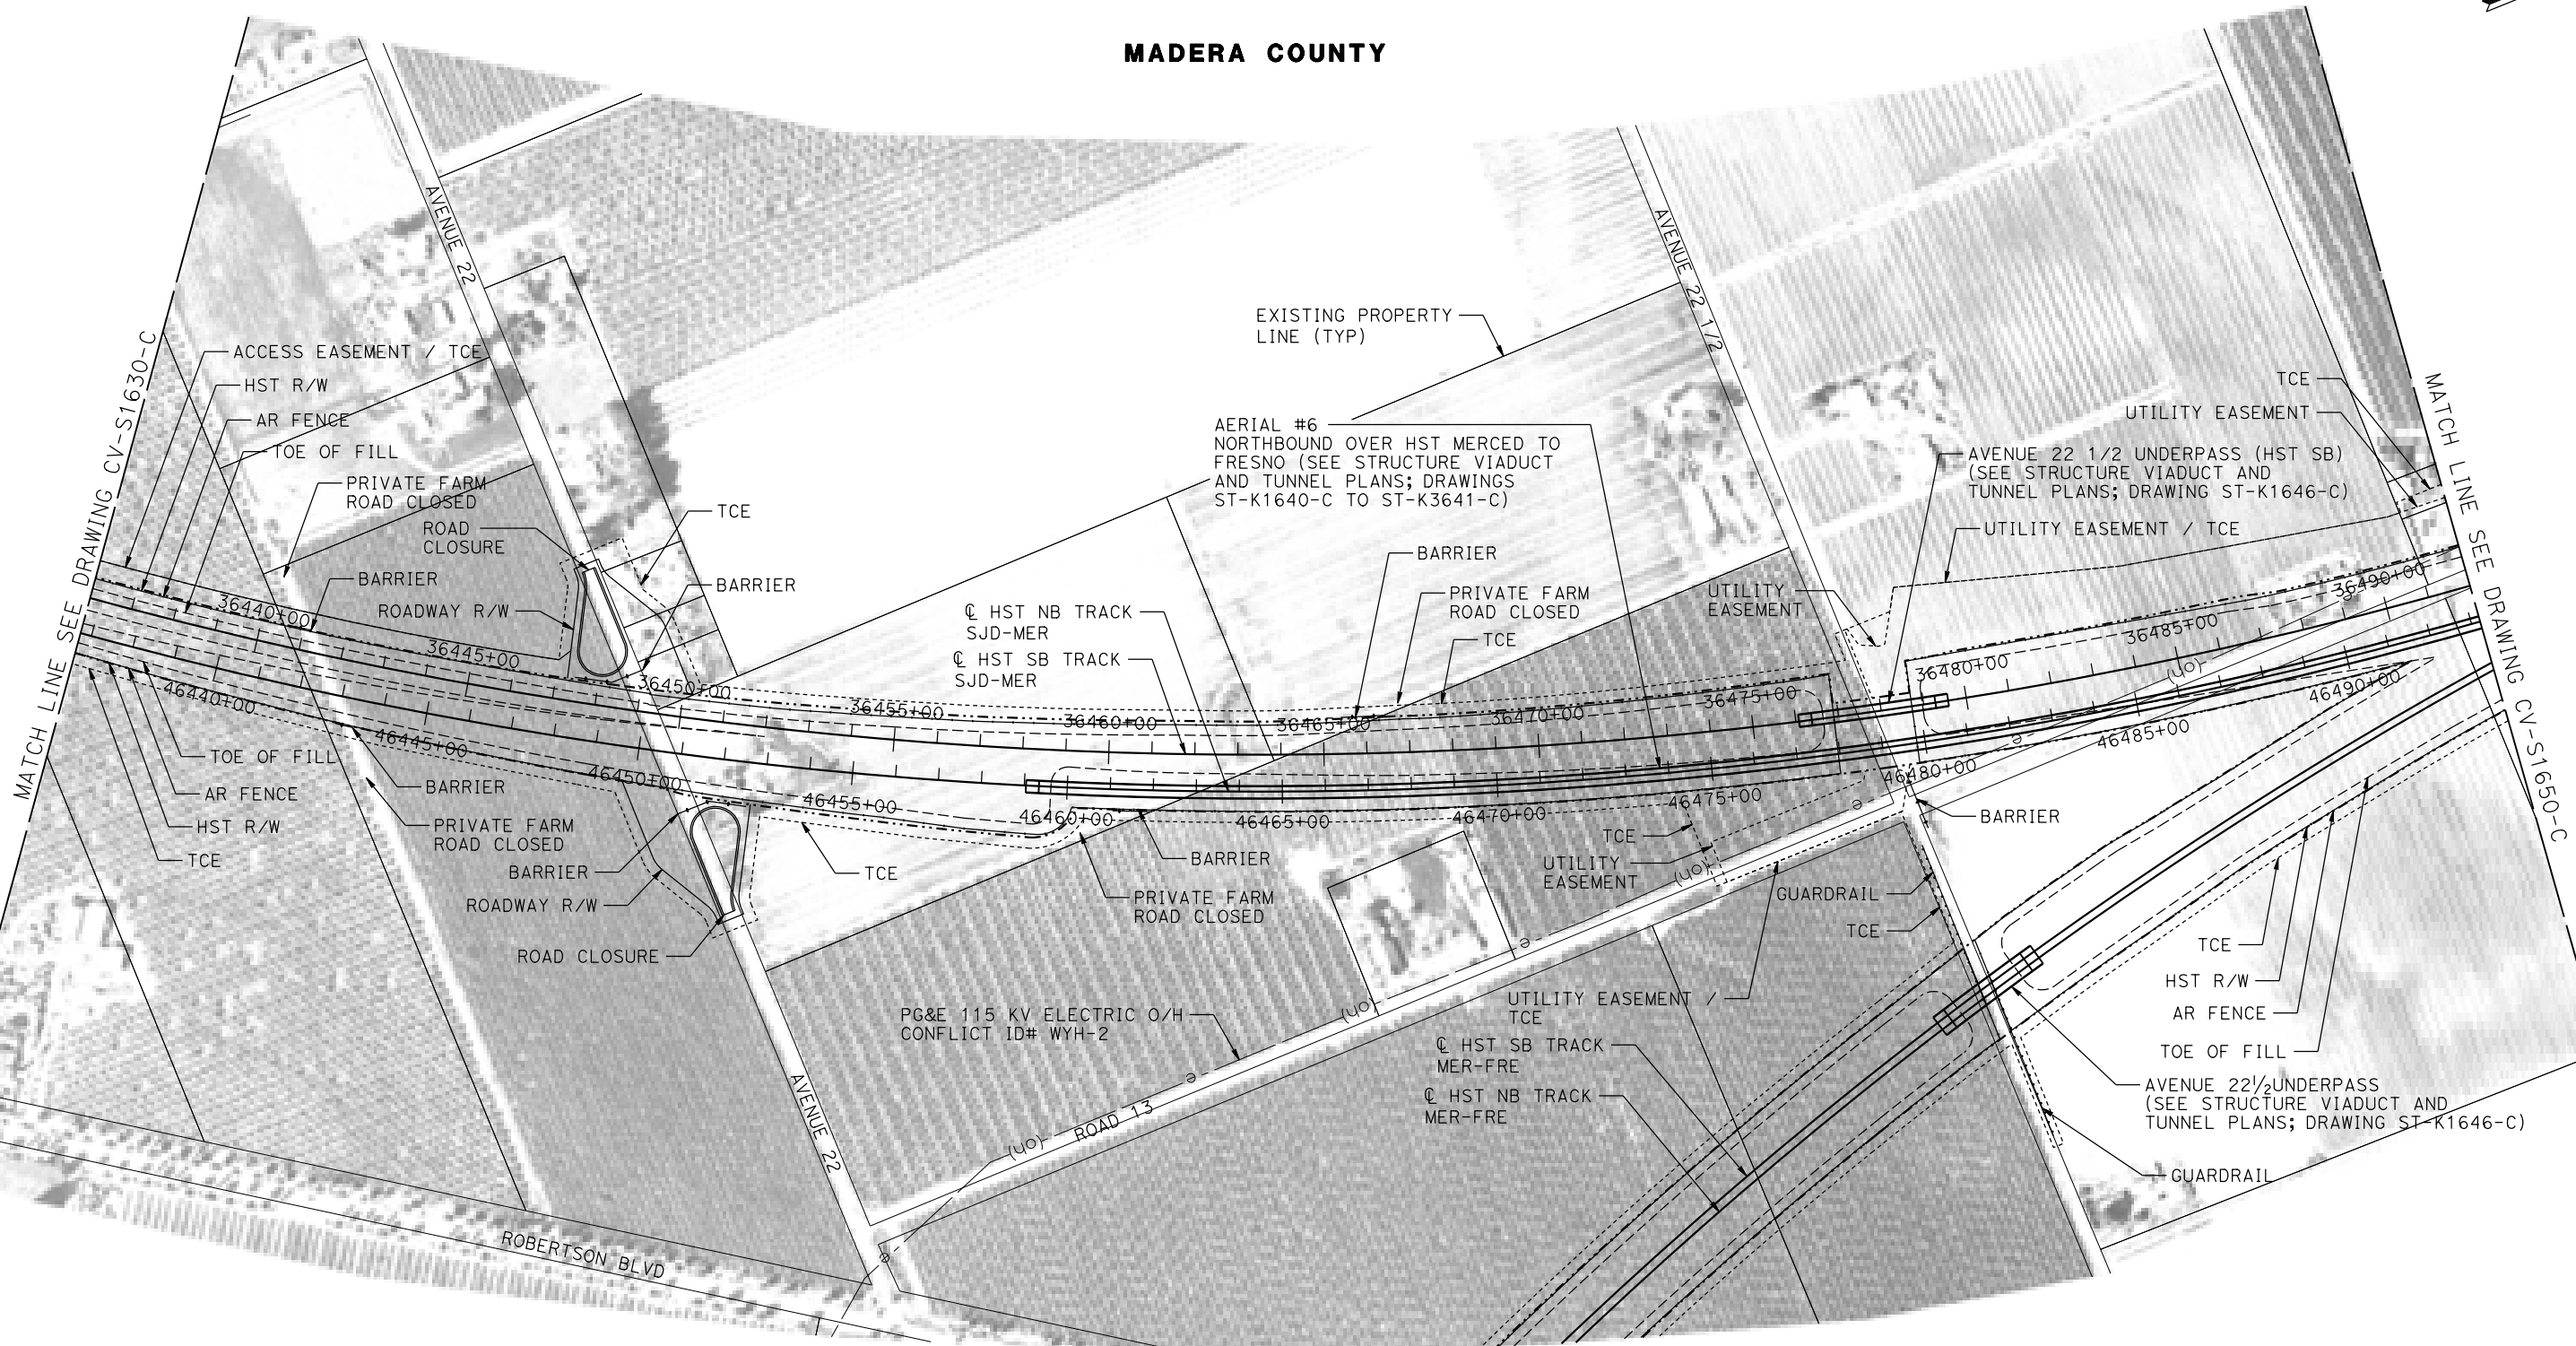 MADERA COUNTY
MATCH LINE SEE DRAWING CV-S1630-C
AVENUE 22
AVENUE 22 1/2
EXISTING PROPERTY
LINE (TYP)
ACCESS EASEMENT / TCE
HST R/W
AR FENCE
TOE OF FILL
PRIVATE FARM
ROAD CLOSED
ROAD
CLOSURE
BARRIER
ROADWAY R/W
TCE
BARRIER
AERIAL #6
NORTHBOUND OVER HST MERCED TO
FRESNO (SEE STRUCTURE VIADUCT
AND TUNNEL PLANS; DRAWINGS
ST-K1640-C TO ST-K3641-C)
BARRIER
PRIVATE FARM
ROAD CLOSED
TCE
℄ HST NB TRACK
SJD-MER
℄ HST SB TRACK
SJD-MER
UTILITY
EASEMENT
TCE
UTILITY EASEMENT
AVENUE 22 1/2 UNDERPASS (HST SB)
(SEE STRUCTURE VIADUCT AND
TUNNEL PLANS; DRAWING ST-K1646-C)
UTILITY EASEMENT / TCE
MATCH LINE SEE DRAWING CV-S1650-C
MATCH LINE
36440+00
36445+00
36450+00
36455+00
36460+00
36465+00
36470+00
36475+00
36480+00
36485+00
36490+00
46440+00
46445+00
46450+00
46455+00
46460+00
46465+00
46470+00
46475+00
46480+00
46485+00
46490+00
TOE OF FILL
AR FENCE
HST R/W
TCE
BARRIER
PRIVATE FARM
ROAD CLOSED
BARRIER
ROADWAY R/W
ROAD CLOSURE
TCE
BARRIER
PRIVATE FARM
ROAD CLOSED
TCE
UTILITY
EASEMENT
GUARDRAIL
TCE
BARRIER
PG&E 115 KV ELECTRIC O/H
CONFLICT ID# WYH-2
UTILITY EASEMENT /
TCE
℄ HST SB TRACK
MER-FRE
℄ HST NB TRACK
MER-FRE
TCE
HST R/W
AR FENCE
TOE OF FILL
AVENUE 22½UNDERPASS
(SEE STRUCTURE VIADUCT AND
TUNNEL PLANS; DRAWING ST-K1646-C)
GUARDRAIL
(oh)
e
(oh)
e
(oh)
e
(oh)
e
(oh)
e
e
ROAD 13
AVENUE 22
ROBERTSON BLVD